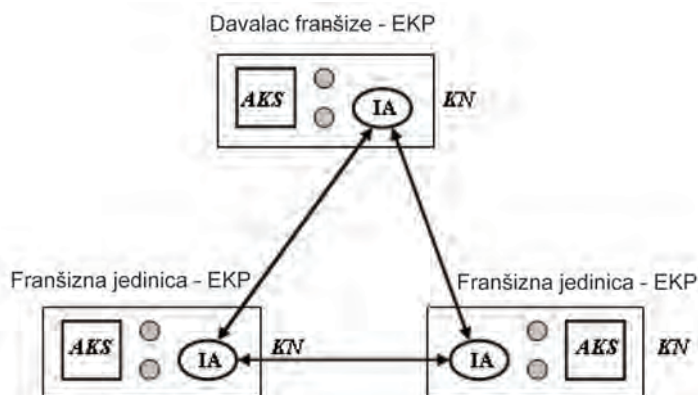 Davalac franšize - EKP
AKS
IA
KN
Franšizna jedinica - EKP
AKS
IA
KN
Franšizna jedinica - EKP
IA
AKS
KN